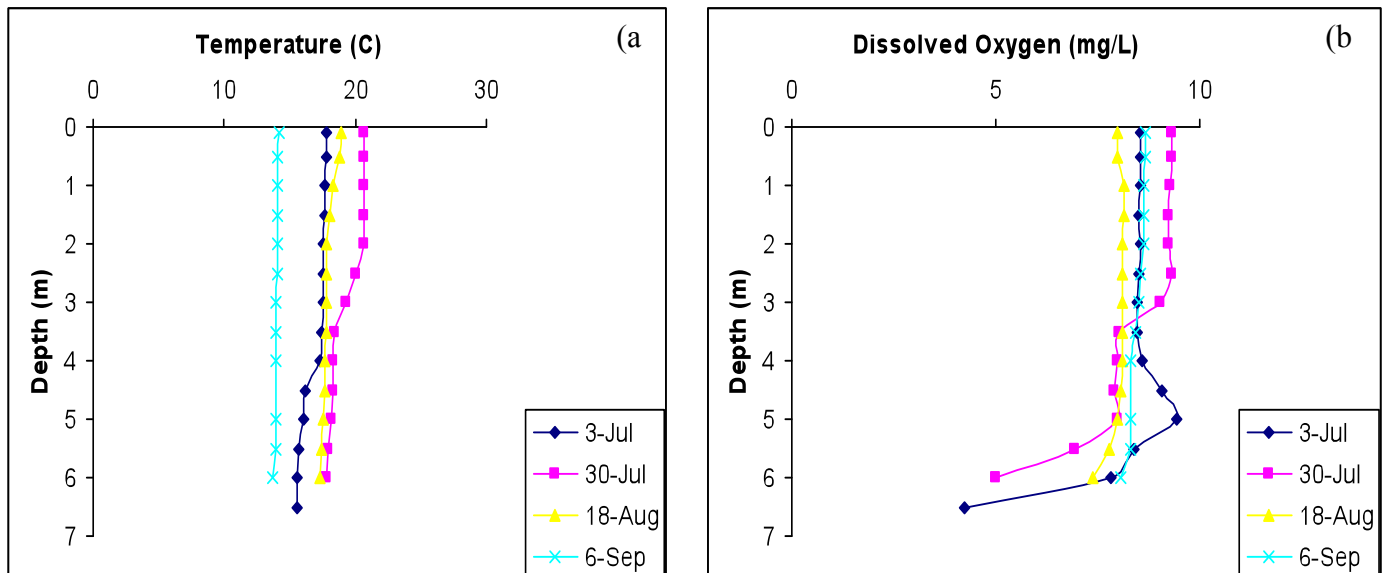 Temperature (C)
(a
0 10 20 30
0
1
2
3
4
5
6
7
Depth (m)
3-Jul
30-Jul
18-Aug
6-Sep
Dissolved Oxygen (mg/L)
(b
0 5 10
0
1
2
3
4
5
6
7
Depth (m)
3-Jul
30-Jul
18-Aug
6-Sep